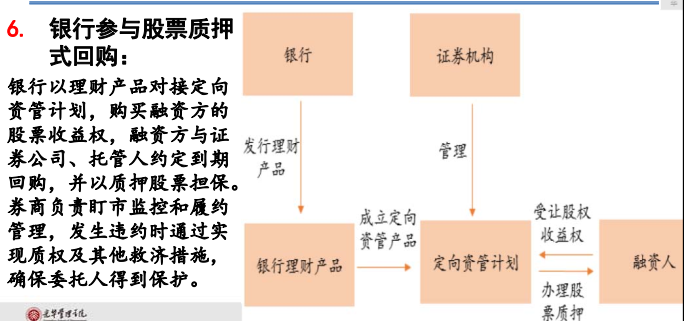 6. 银行参与股票质押
式回购：
银行以理财产品对接定向
资管计划，购买融资方的
股票收益权，融资方与证
券公司、托管人约定到期
回购，并以质押股票担保。
券商负责盯市监控和履约
管理，发生违约时通过实
现质权及其他救济措施，
确保委托人得到保护。
银行
证券机构
发行理财
产品
管理
成立定向
资管产品
受让股权
收益权
银行理财产品
定向资管计划
融资人
办理股
票质押
光华管理学院